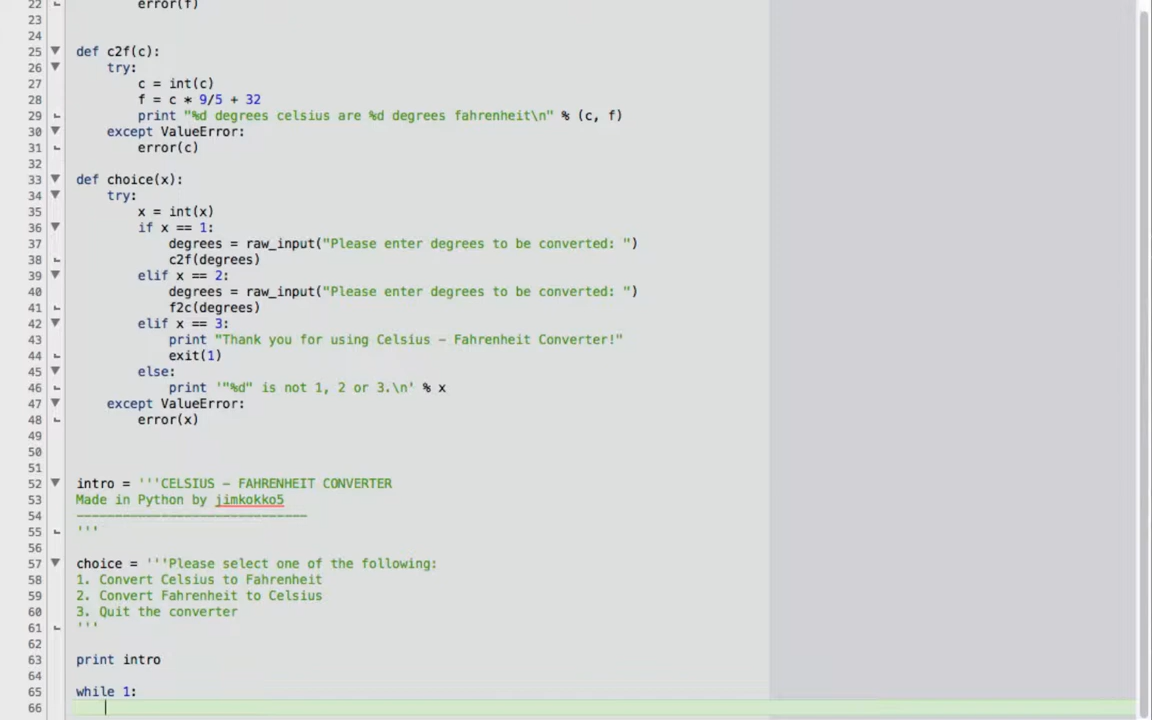 22 error(f)
23
24
25 def c2f(c):
26 try:
27 c = int(c)
28 f = c * 9/5 + 32
29 print "%d degrees celsius are %d degrees fahrenheit\n" % (c, f)
30 except ValueError:
31 error(c)
32
33 def choice(x):
34 try:
35 x = int(x)
36 if x == 1:
37 degrees = raw_input("Please enter degrees to be converted: ")
38 c2f(degrees)
39 elif x == 2:
40 degrees = raw_input("Please enter degrees to be converted: ")
41 f2c(degrees)
42 elif x == 3:
43 print "Thank you for using Celsius - Fahrenheit Converter!"
44 exit(1)
45 else:
46 print '"%d" is not 1, 2 or 3.\n' % x
47 except ValueError:
48 error(x)
49
50
51
52 intro = '''CELSIUS - FAHRENHEIT CONVERTER
53 Made in Python by jimkokko5
54 ------------------------------
55 '''
56
57 choice = '''Please select one of the following:
58 1. Convert Celsius to Fahrenheit
59 2. Convert Fahrenheit to Celsius
60 3. Quit the converter
61 '''
62
63 print intro
64
65 while 1:
66